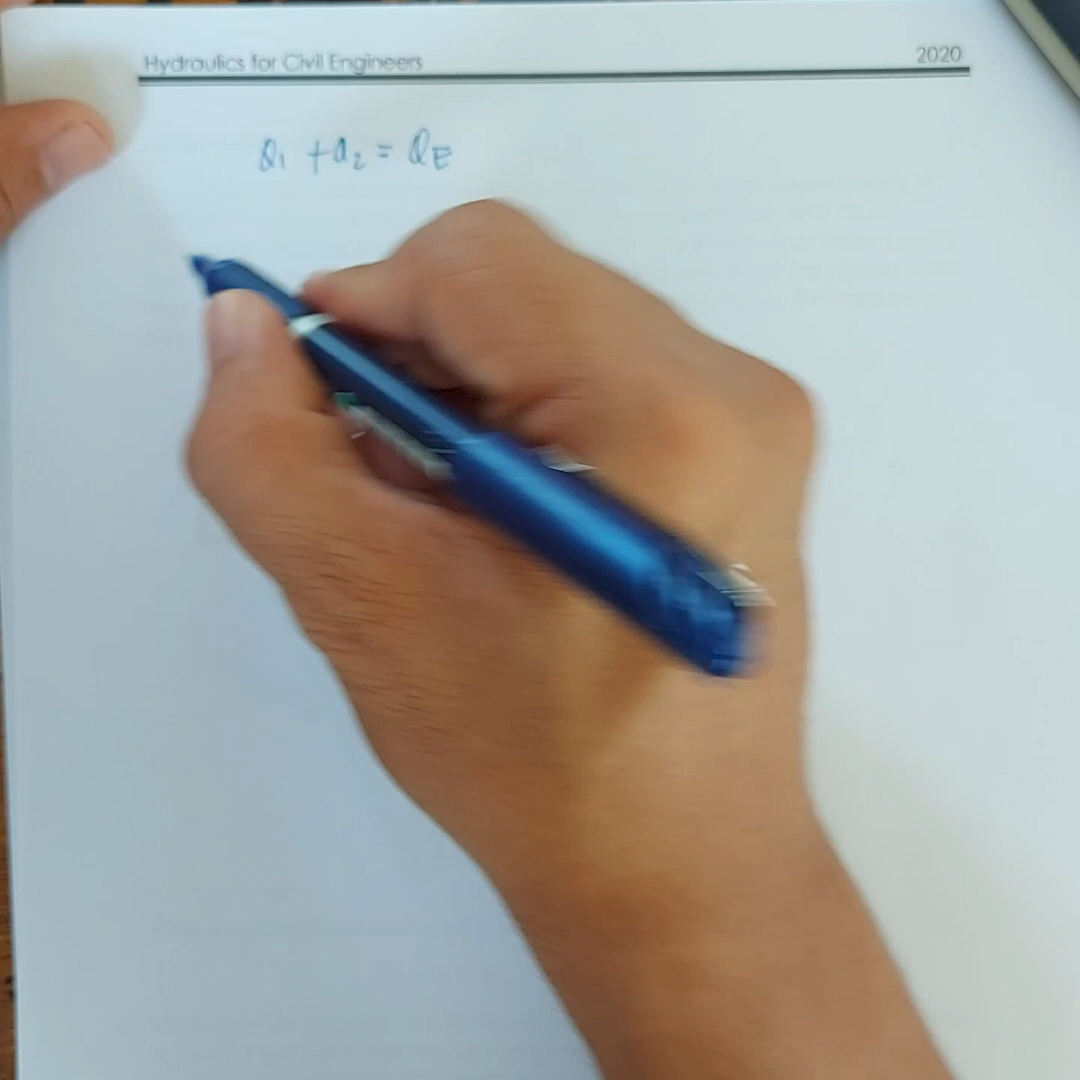 Hydraulics for Civil Engineers 2020
Q1 + Q2 = QE